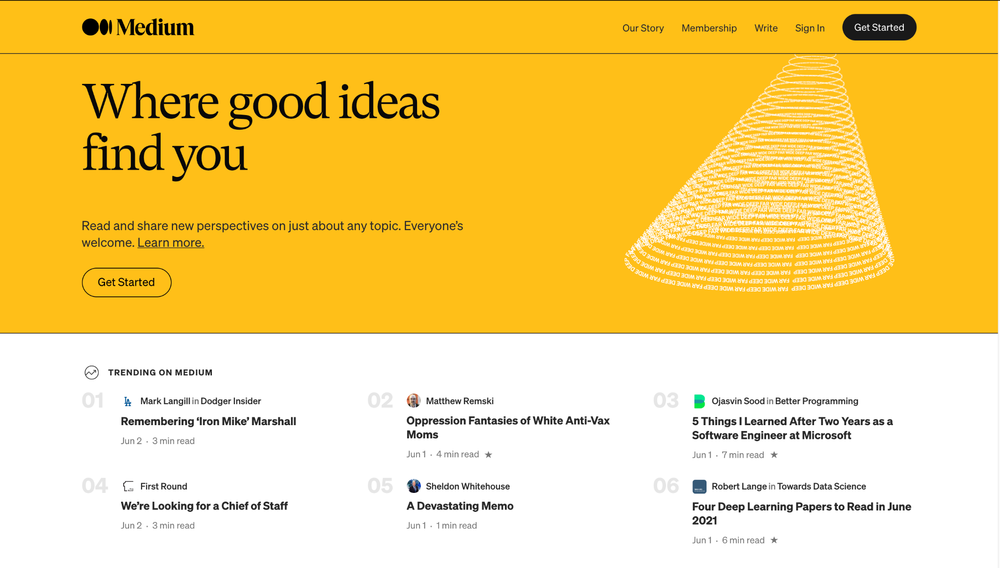 Medium
Our Story
Membership
Write
Sign In
Get Started
Where good ideas
find you
Read and share new perspectives on just about any topic. Everyone’s
welcome. Learn more.
Get Started
FAR WIDE DEEP FAR WIDE DEEP FAR WIDE DEEP
TRENDING ON MEDIUM
01
LA
Mark Langill in Dodger Insider
Remembering ‘Iron Mike’ Marshall
Jun 2 · 3 min read
02
Matthew Remski
Oppression Fantasies of White Anti-Vax
Moms
Jun 1 · 4 min read ★
03
Ojasvin Sood in Better Programming
5 Things I Learned After Two Years as a
Software Engineer at Microsoft
Jun 1 · 7 min read ★
04
First Round
We’re Looking for a Chief of Staff
Jun 2 · 3 min read
05
Sheldon Whitehouse
A Devastating Memo
Jun 1 · 1 min read
06
Robert Lange in Towards Data Science
Four Deep Learning Papers to Read in June
2021
Jun 1 · 6 min read ★